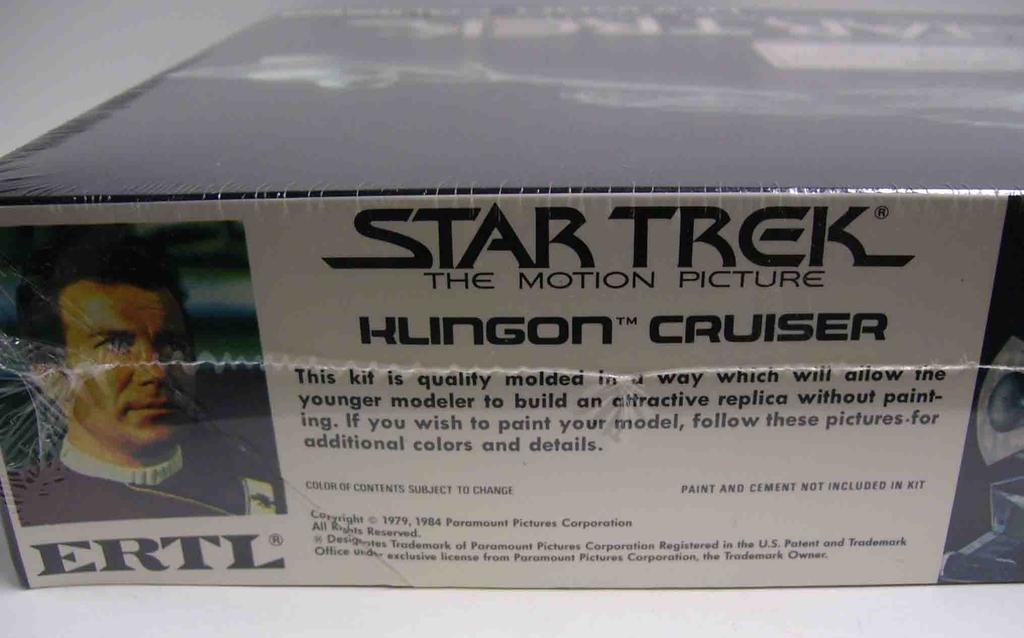 STAR TREK®
THE MOTION PICTURE
KLINGON™ CRUISER
This kit is quality molded in a way which will allow the
younger modeler to build an attractive replica without paint-
ing. If you wish to paint your model, follow these pictures for
additional colors and details.
COLOR OF CONTENTS SUBJECT TO CHANGE
PAINT AND CEMENT NOT INCLUDED IN KIT
Copyright © 1979, 1984 Paramount Pictures Corporation
All Rights Reserved.
® Designates Trademark of Paramount Pictures Corporation Registered in the U.S. Patent and Trademark
Office under exclusive license from Paramount Pictures Corporation, the Trademark Owner.
ERTL®